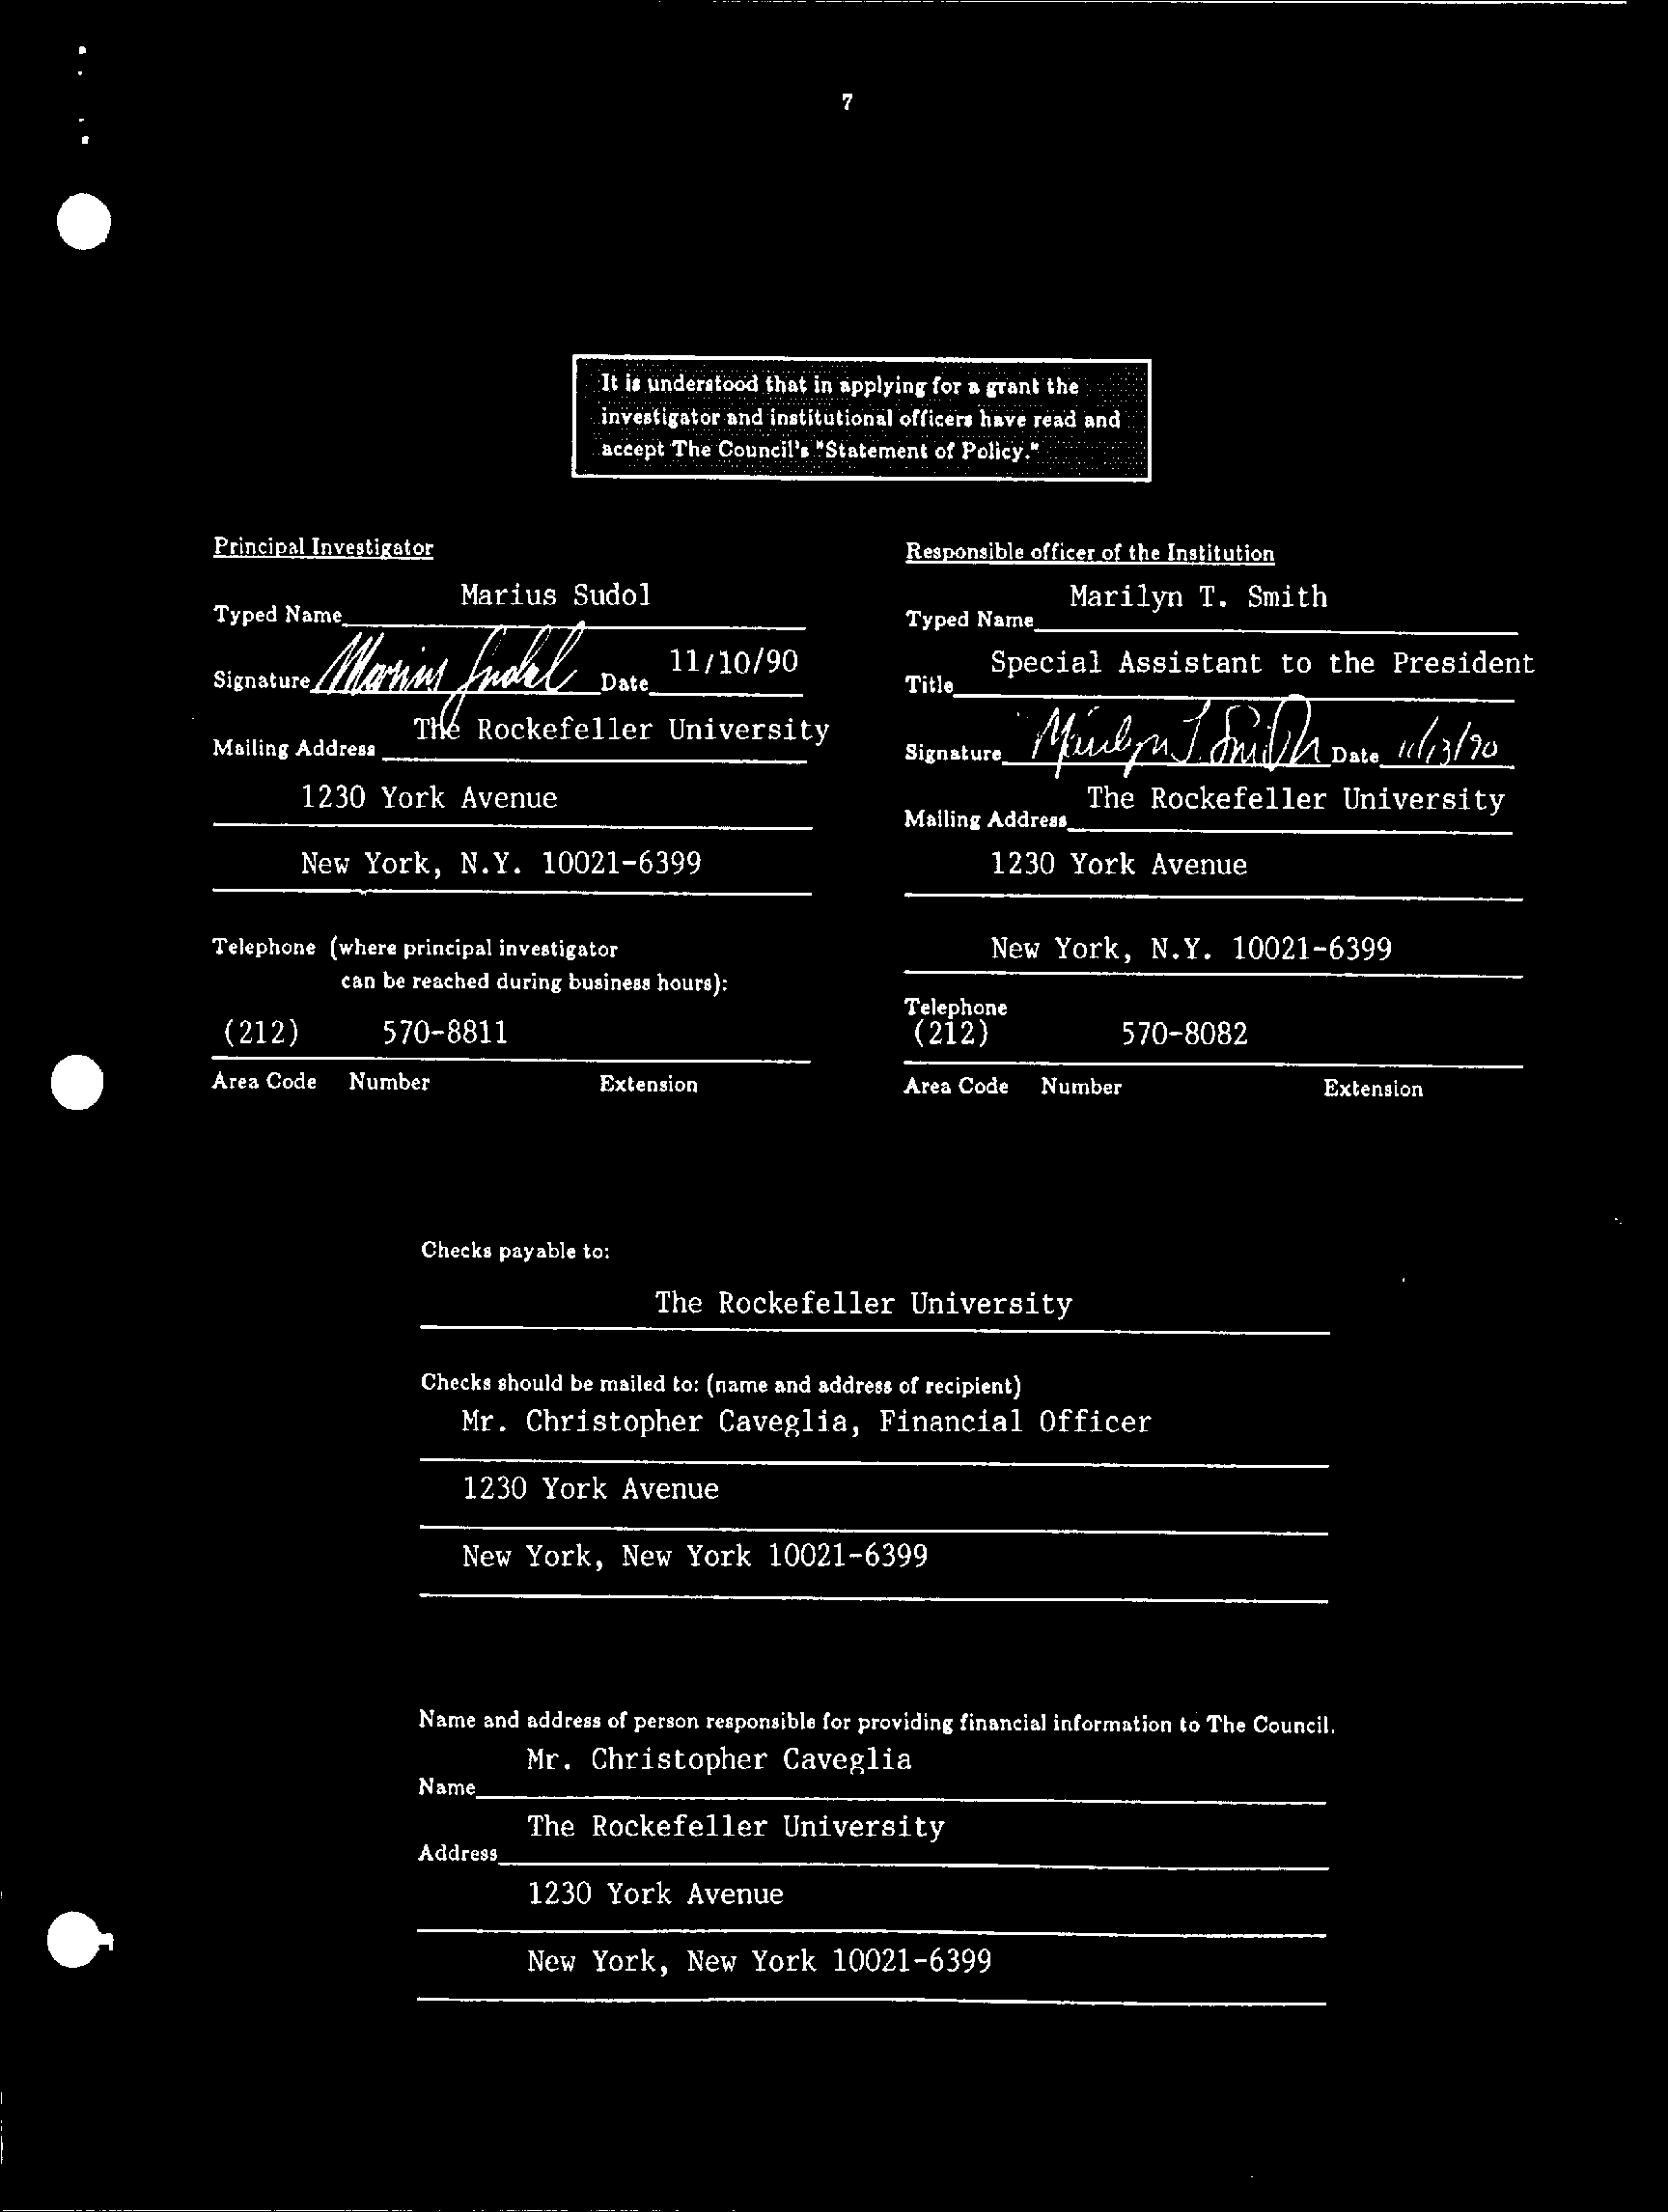 7
It is understood that in applying for a grant the
investigator and institutional officers have read and
accept The Council's "Statement of Policy."
Principal Investigator
Typed Name Marius Sudol
Signature Marius Sudol Date 11/10/90
Mailing Address The Rockefeller University
1230 York Avenue
New York, N.Y. 10021-6399
Telephone (where principal investigator
can be reached during business hours):
(212) 570-8811
Area Code Number Extension
Responsible officer of the Institution
Typed Name Marilyn T. Smith
Title Special Assistant to the President
Signature Marilyn T. Smith Date 11/13/90
Mailing Address The Rockefeller University
1230 York Avenue
New York, N.Y. 10021-6399
Telephone
(212) 570-8082
Area Code Number Extension
Checks payable to:
The Rockefeller University
Checks should be mailed to: (name and address of recipient)
Mr. Christopher Caveglia, Financial Officer
1230 York Avenue
New York, New York 10021-6399
Name and address of person responsible for providing financial information to The Council.
Name Mr. Christopher Caveglia
Address The Rockefeller University
1230 York Avenue
New York, New York 10021-6399